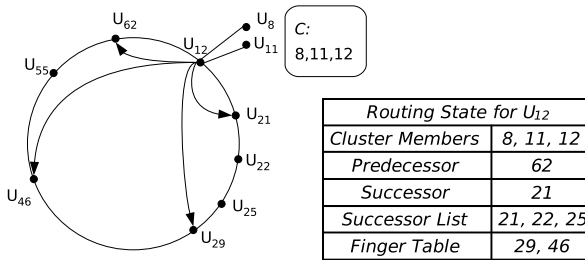 U62
U8
U12
U11
C:
8,11,12
U55
U21
U22
U46
U25
U29
Routing State for U12
Cluster Members 8, 11, 12
Predecessor 62
Successor 21
Successor List 21, 22, 25
Finger Table 29, 46